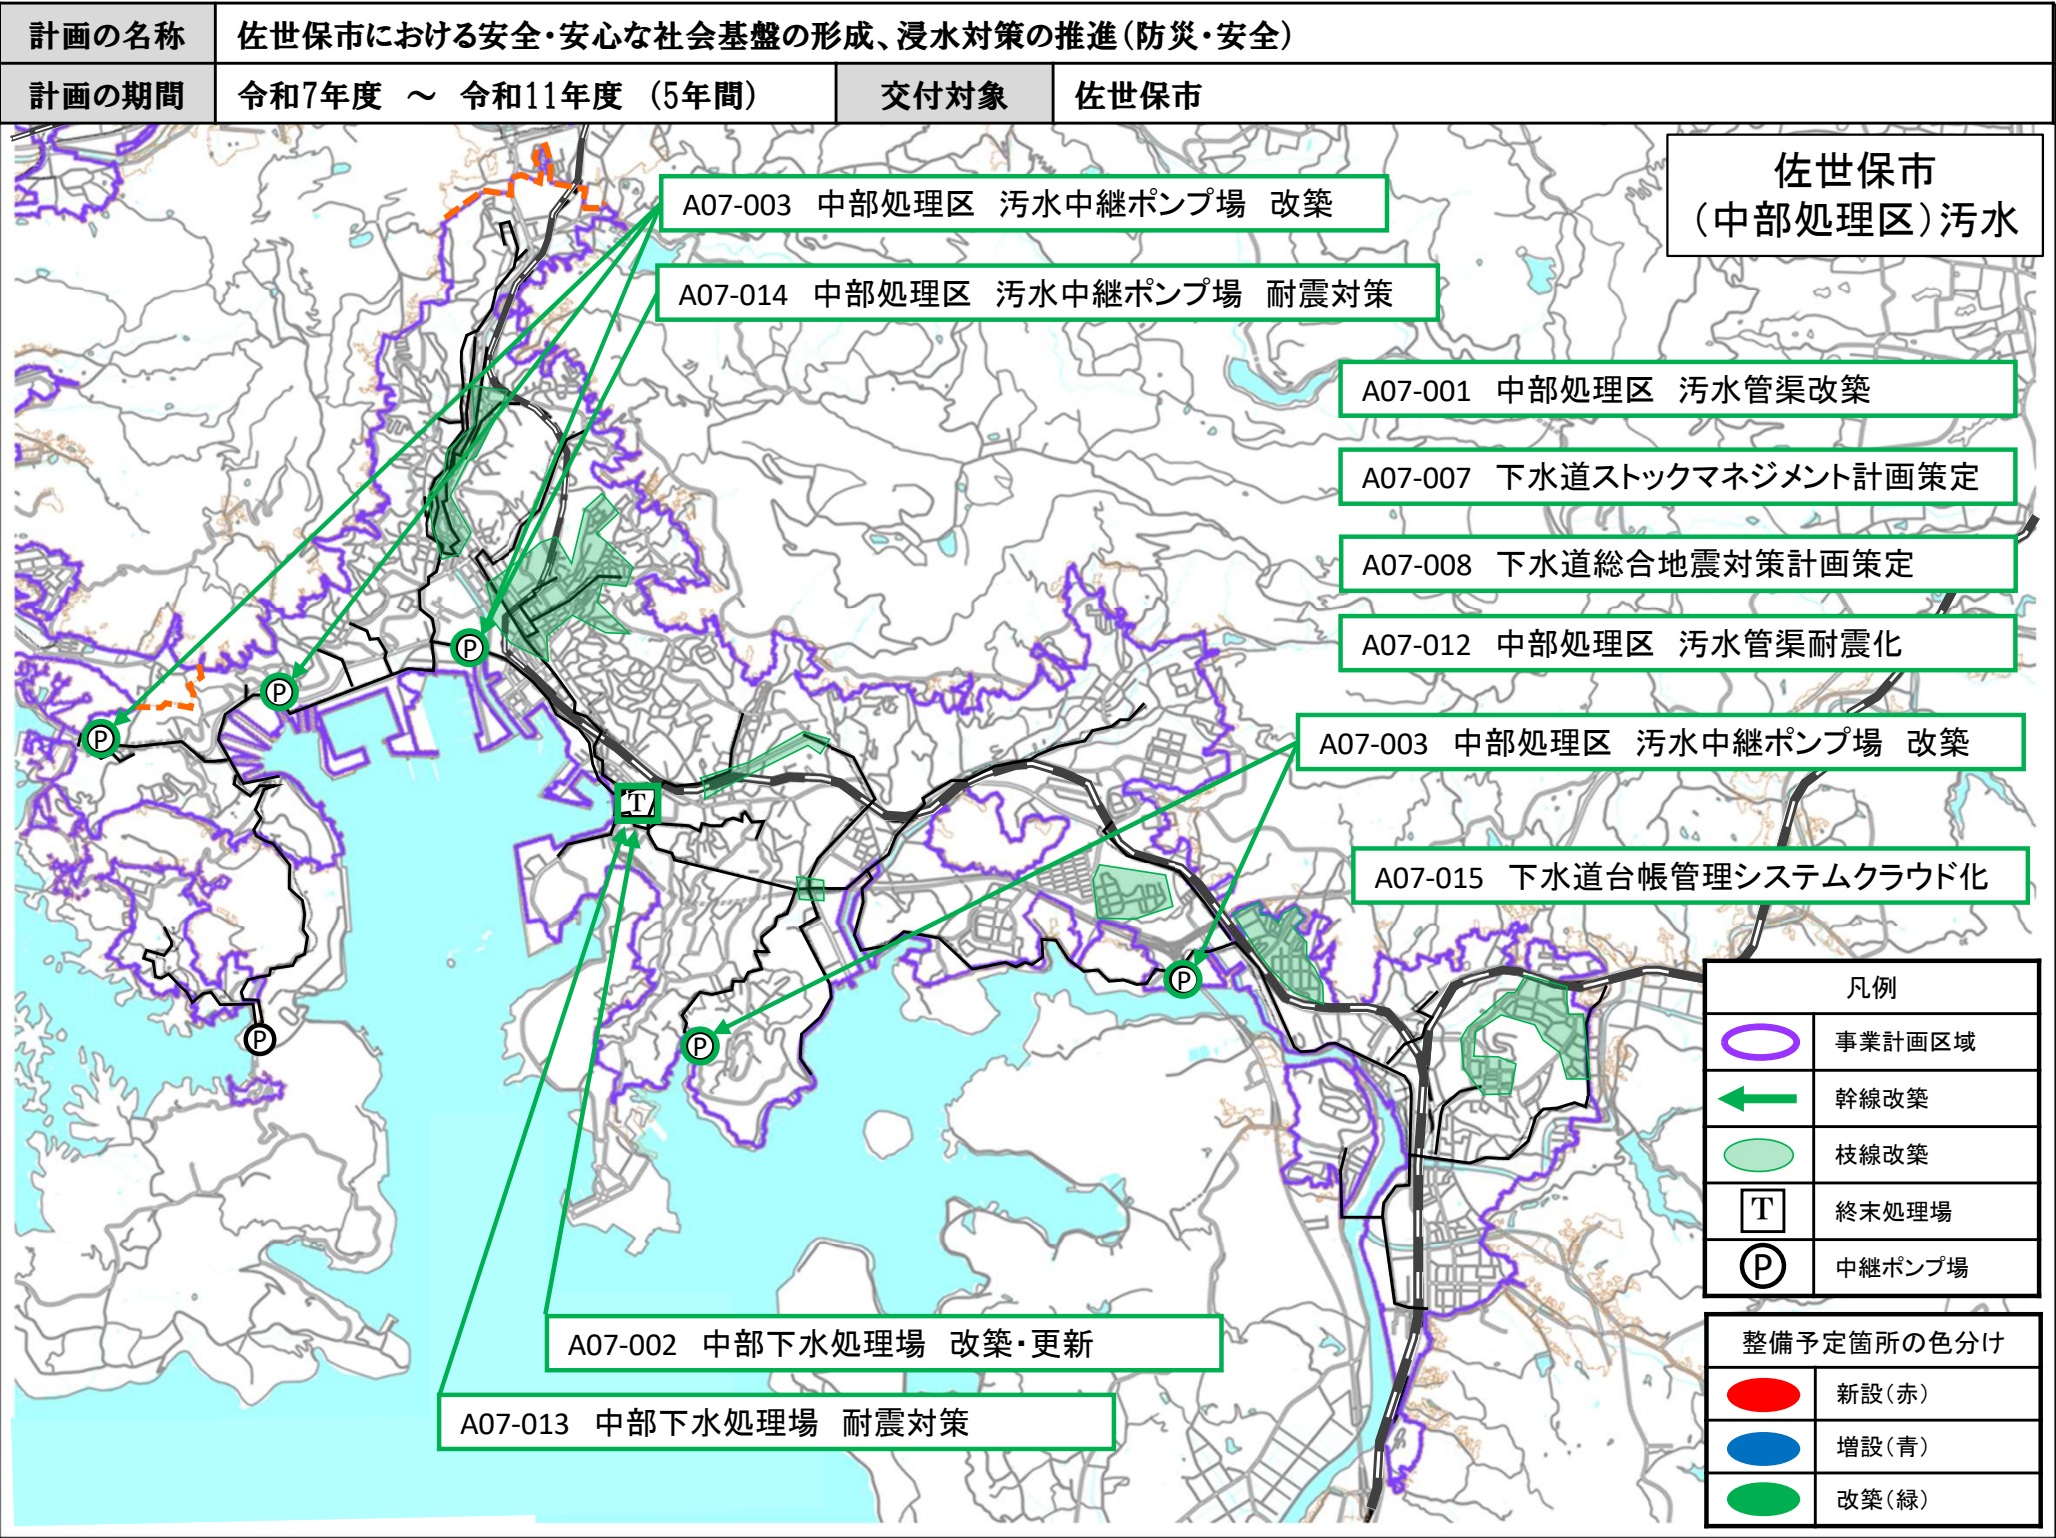 計画の名称 佐世保市における安全・安心な社会基盤の形成、浸水対策の推進（防災・安全）
計画の期間 令和7年度 ～ 令和11年度 （5年間） 交付対象 佐世保市
佐世保市
（中部処理区）汚水
A07-003 中部処理区 汚水中継ポンプ場 改築
A07-014 中部処理区 汚水中継ポンプ場 耐震対策
A07-001 中部処理区 汚水管渠改築
A07-007 下水道ストックマネジメント計画策定
A07-008 下水道総合地震対策計画策定
A07-012 中部処理区 汚水管渠耐震化
A07-003 中部処理区 汚水中継ポンプ場 改築
A07-015 下水道台帳管理システムクラウド化
P
P
P
T
P
P
P
A07-002 中部下水処理場 改築・更新
A07-013 中部下水処理場 耐震対策
凡例
事業計画区域
幹線改築
枝線改築
T 終末処理場
P 中継ポンプ場
整備予定箇所の色分け
新設（赤）
増設（青）
改築（緑）